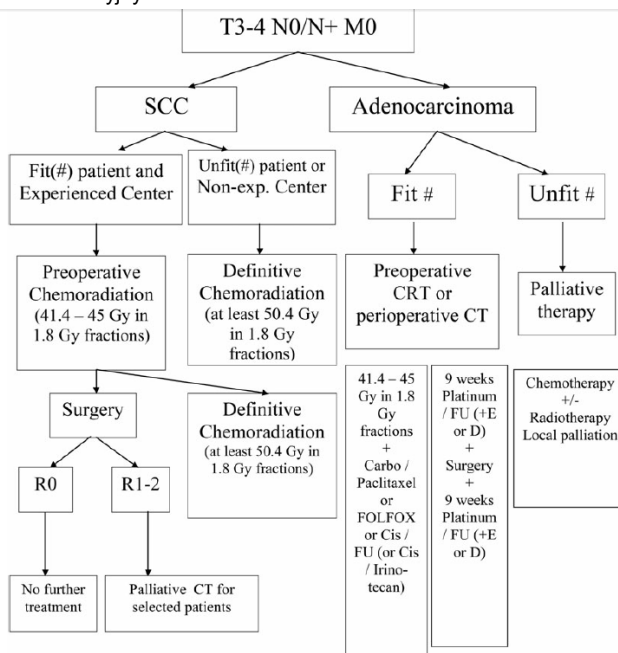 T3-4 N0/N+ M0
SCC
Adenocarcinoma
Fit(#) patient and
Experienced Center
Unfit(#) patient or
Non-exp. Center
Fit #
Unfit #
Preoperative
Chemoradiation
(41.4 – 45 Gy in
1.8 Gy fractions)
Definitive
Chemoradiation
(at least 50.4 Gy
in 1.8 Gy
fractions)
Preoperative
CRT or
perioperative CT
Palliative
therapy
Surgery
Definitive
Chemoradiation
(at least 50.4 Gy in
1.8 Gy fractions)
41.4 – 45
Gy in 1.8
Gy
fractions
+
Carbo /
Paclitaxel
or
FOLFOX
or Cis /
FU (or Cis
/ Irino-
tecan)
9 weeks
Platinum
/ FU (+E
or D)
+
Surgery
+
9 weeks
Platinum
/ FU (+E
or D)
Chemotherapy
+/-
Radiotherapy
Local palliation
R0
R1-2
No further
treatment
Palliative CT for
selected patients